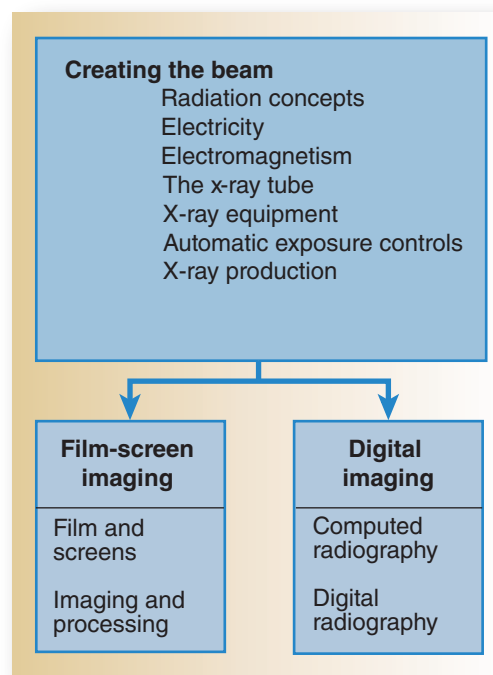 Creating the beam
Radiation concepts
Electricity
Electromagnetism
The x-ray tube
X-ray equipment
Automatic exposure controls
X-ray production
Film-screen
imaging
Film and
screens
Imaging and
processing
Digital
imaging
Computed
radiography
Digital
radiography